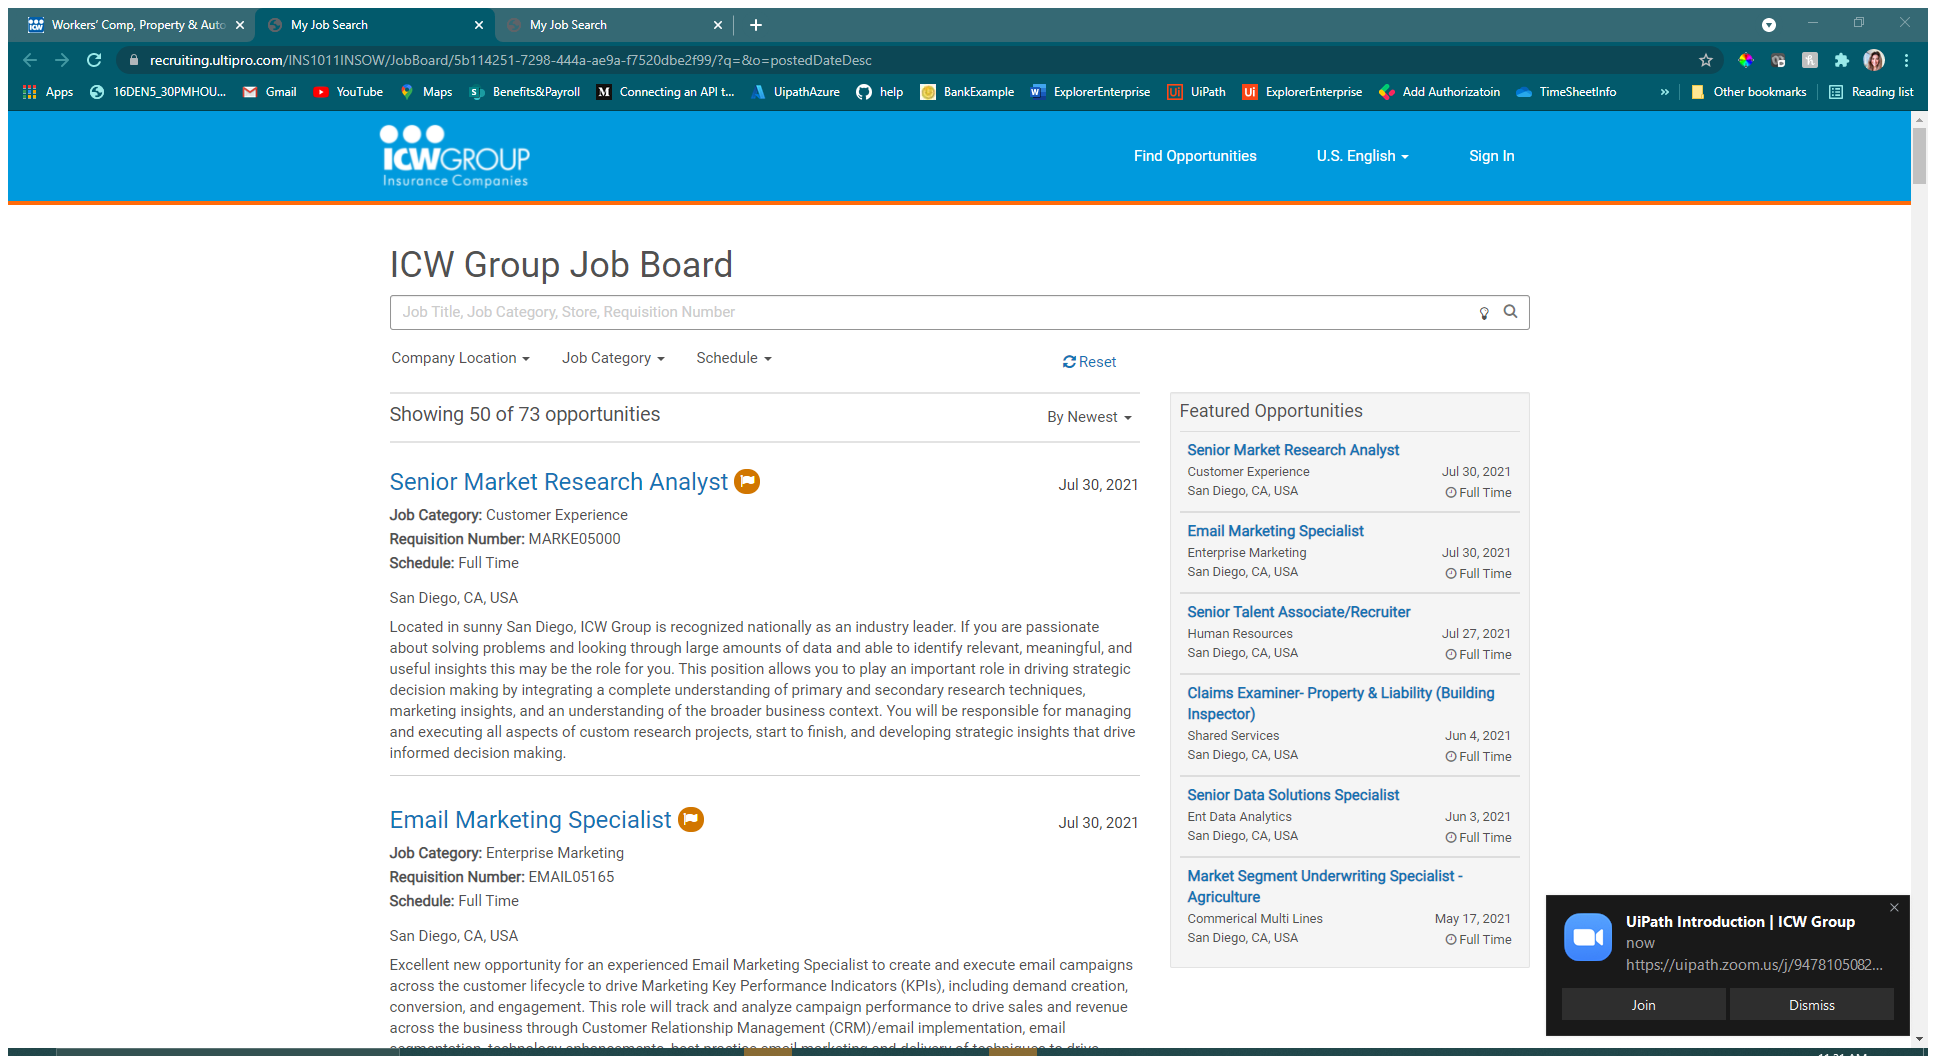 Workers' Comp, Property & Auto
My Job Search
My Job Search
recruiting.ultipro.com/INS1011INSOW/JobBoard/5b114251-7298-444a-ae9a-f7520dbe2f99/?q=&o=postedDateDesc
Apps 16DEN5_30PMHOU... Gmail YouTube Maps Benefits&Payroll Connecting an API t... UipathAzure help BankExample ExplorerEnterprise UiPath ExplorerEnterprise Add Authorizatoin TimeSheetInfo » Other bookmarks Reading list
ICWGROUP
Insurance Companies
Find Opportunities U.S. English Sign In
ICW Group Job Board
Job Title, Job Category, Store, Requisition Number
Company Location Job Category Schedule Reset
Showing 50 of 73 opportunities By Newest
Senior Market Research Analyst Jul 30, 2021
Job Category: Customer Experience
Requisition Number: MARKE05000
Schedule: Full Time
San Diego, CA, USA
Located in sunny San Diego, ICW Group is recognized nationally as an industry leader. If you are passionate
about solving problems and looking through large amounts of data and able to identify relevant, meaningful, and
useful insights this may be the role for you. This position allows you to play an important role in driving strategic
decision making by integrating a complete understanding of primary and secondary research techniques,
marketing insights, and an understanding of the broader business context. You will be responsible for managing
and executing all aspects of custom research projects, start to finish, and developing strategic insights that drive
informed decision making.
Email Marketing Specialist Jul 30, 2021
Job Category: Enterprise Marketing
Requisition Number: EMAIL05165
Schedule: Full Time
San Diego, CA, USA
Excellent new opportunity for an experienced Email Marketing Specialist to create and execute email campaigns
across the customer lifecycle to drive Marketing Key Performance Indicators (KPIs), including demand creation,
conversion, and engagement. This role will track and analyze campaign performance to drive sales and revenue
across the business through Customer Relationship Management (CRM)/email implementation, email
segmentation, technology enhancements, best practice email marketing and delivery of techniques to drive
Featured Opportunities
Senior Market Research Analyst
Customer Experience Jul 30, 2021
San Diego, CA, USA Full Time
Email Marketing Specialist
Enterprise Marketing Jul 30, 2021
San Diego, CA, USA Full Time
Senior Talent Associate/Recruiter
Human Resources Jul 27, 2021
San Diego, CA, USA Full Time
Claims Examiner- Property & Liability (Building
Inspector)
Shared Services Jun 4, 2021
San Diego, CA, USA Full Time
Senior Data Solutions Specialist
Ent Data Analytics Jun 3, 2021
San Diego, CA, USA Full Time
Market Segment Underwriting Specialist -
Agriculture
Commerical Multi Lines May 17, 2021
San Diego, CA, USA Full Time
UiPath Introduction | ICW Group
now
https://uipath.zoom.us/j/9478105082...
Join Dismiss